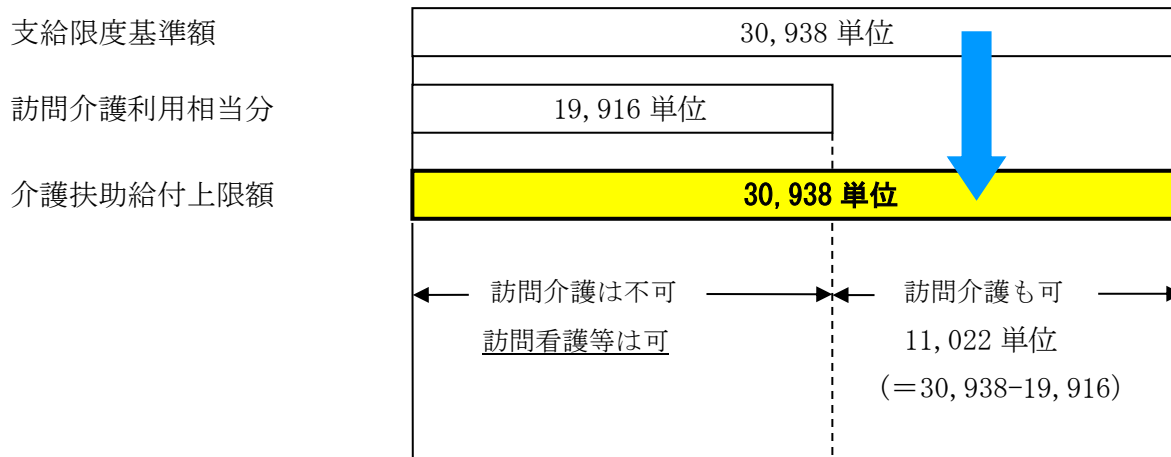 支給限度基準額
30,938 単位
訪問介護利用相当分
19,916 単位
介護扶助給付上限額
30,938 単位
訪問介護は不可
訪問介護も可
訪問看護等は可
11,022 単位
(＝30,938-19,916)